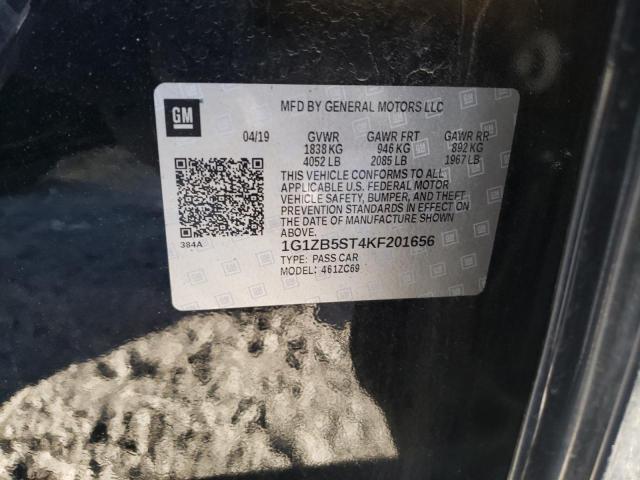 GM
MFD BY GENERAL MOTORS LLC
04/19 GVWR GAWR FRT GAWR RR
1838 KG 946 KG 892 KG
4052 LB 2085 LB 1967 LB
THIS VEHICLE CONFORMS TO ALL
APPLICABLE U.S. FEDERAL MOTOR
VEHICLE SAFETY, BUMPER, AND THEFT
PREVENTION STANDARDS IN EFFECT ON
THE DATE OF MANUFACTURE SHOWN
ABOVE.
384A
1G1ZB5ST4KF201656
TYPE: PASS CAR
MODEL: 461ZC69